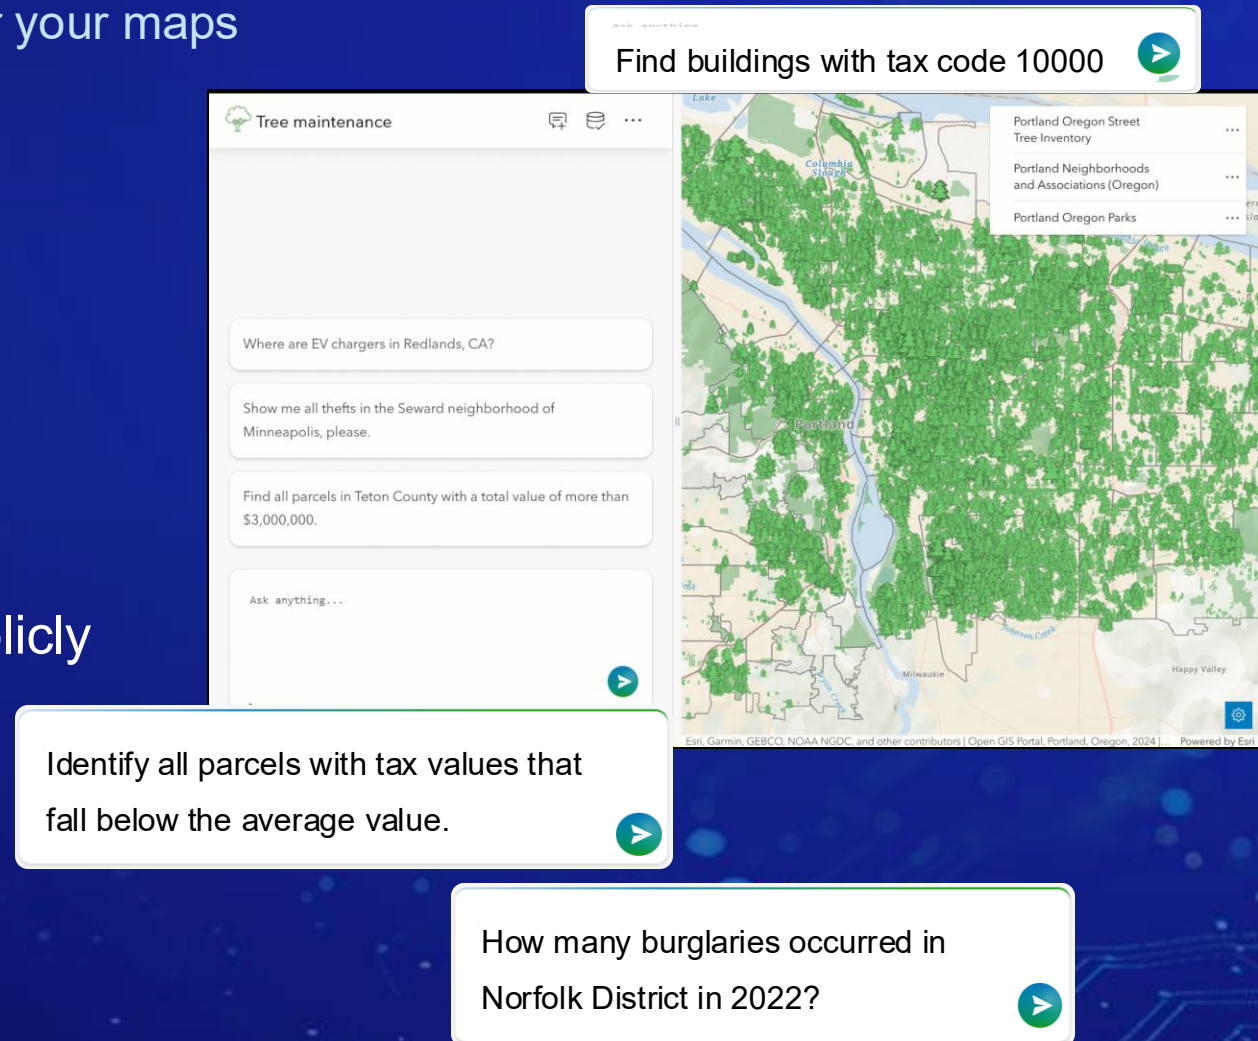 your maps
Ask anything
Find buildings with tax code 10000
Tree maintenance
Where are EV chargers in Redlands, CA?
Show me all thefts in the Seward neighborhood of
Minneapolis, please.
Find all parcels in Teton County with a total value of more than
$3,000,000.
Ask anything...
Lake
Columbia
Slough
Portland
Johnson Creek
Milwaukie
Happy Valley
Portland Oregon Street
Tree Inventory
Portland Neighborhoods
and Associations (Oregon)
Portland Oregon Parks
Esri, Garmin, GEBCO, NOAA NGDC, and other contributors | Open GIS Portal, Portland, Oregon, 2024 |... Powered by Esri
licly
Identify all parcels with tax values that
fall below the average value.
How many burglaries occurred in
Norfolk District in 2022?